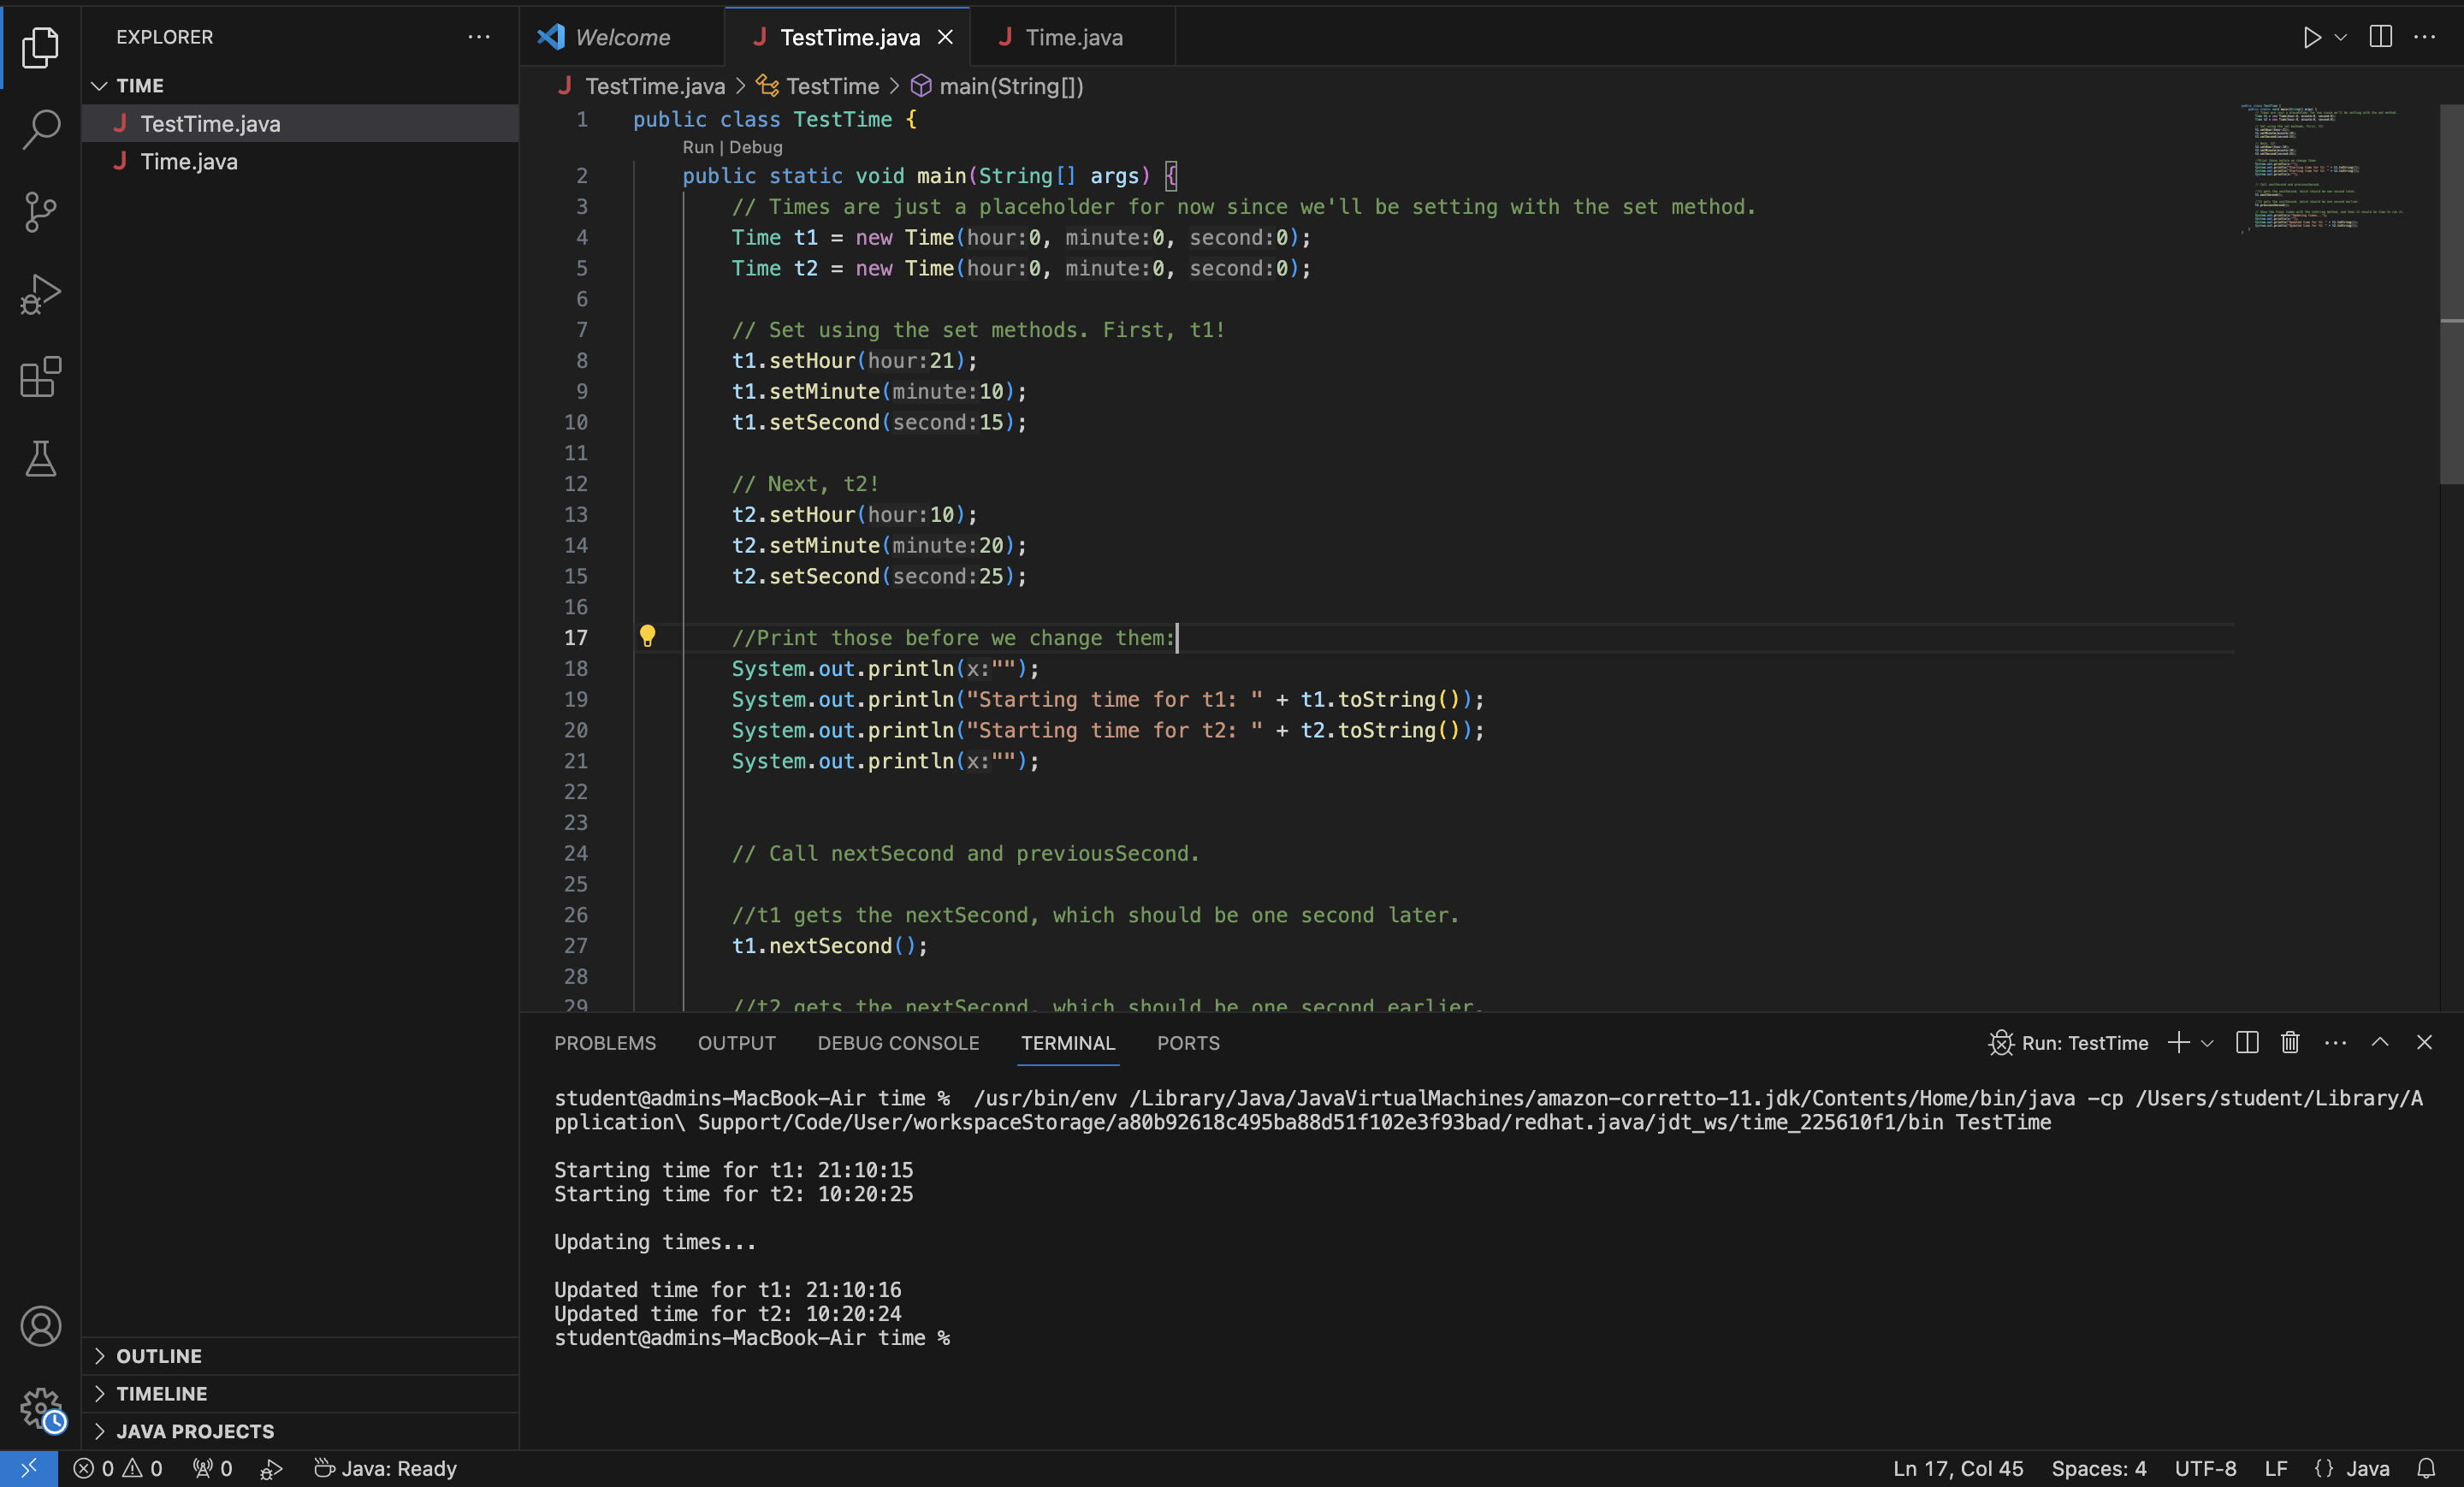 EXPLORER
TIME
TestTime.java
Time.java
OUTLINE
TIMELINE
JAVA PROJECTS
Welcome
TestTime.java
Time.java
TestTime.java > TestTime > main(String[])
1 public class TestTime {
Run | Debug
2 public static void main(String[] args) {
3 // Times are just a placeholder for now since we'll be setting with the set method.
4 Time t1 = new Time(hour:0, minute:0, second:0);
5 Time t2 = new Time(hour:0, minute:0, second:0);
6
7 // Set using the set methods. First, t1!
8 t1.setHour(hour:21);
9 t1.setMinute(minute:10);
10 t1.setSecond(second:15);
11
12 // Next, t2!
13 t2.setHour(hour:10);
14 t2.setMinute(minute:20);
15 t2.setSecond(second:25);
16
17 //Print those before we change them:
18 System.out.println(x:"");
19 System.out.println("Starting time for t1: " + t1.toString());
20 System.out.println("Starting time for t2: " + t2.toString());
21 System.out.println(x:"");
22
23
24 // Call nextSecond and previousSecond.
25
26 //t1 gets the nextSecond, which should be one second later.
27 t1.nextSecond();
28
29 //t2 gets the nextSecond, which should be one second earlier.
PROBLEMS OUTPUT DEBUG CONSOLE TERMINAL PORTS
Run: TestTime
student@admins-MacBook-Air time %  /usr/bin/env /Library/Java/JavaVirtualMachines/amazon-corretto-11.jdk/Contents/Home/bin/java -cp /Users/student/Library/A
pplication\ Support/Code/User/workspaceStorage/a80b92618c495ba88d51f102e3f93bad/redhat.java/jdt_ws/time_225610f1/bin TestTime
Starting time for t1: 21:10:15
Starting time for t2: 10:20:25
Updating times...
Updated time for t1: 21:10:16
Updated time for t2: 10:20:24
student@admins-MacBook-Air time %
0 0 0 Java: Ready
Ln 17, Col 45 Spaces: 4 UTF-8 LF {} Java